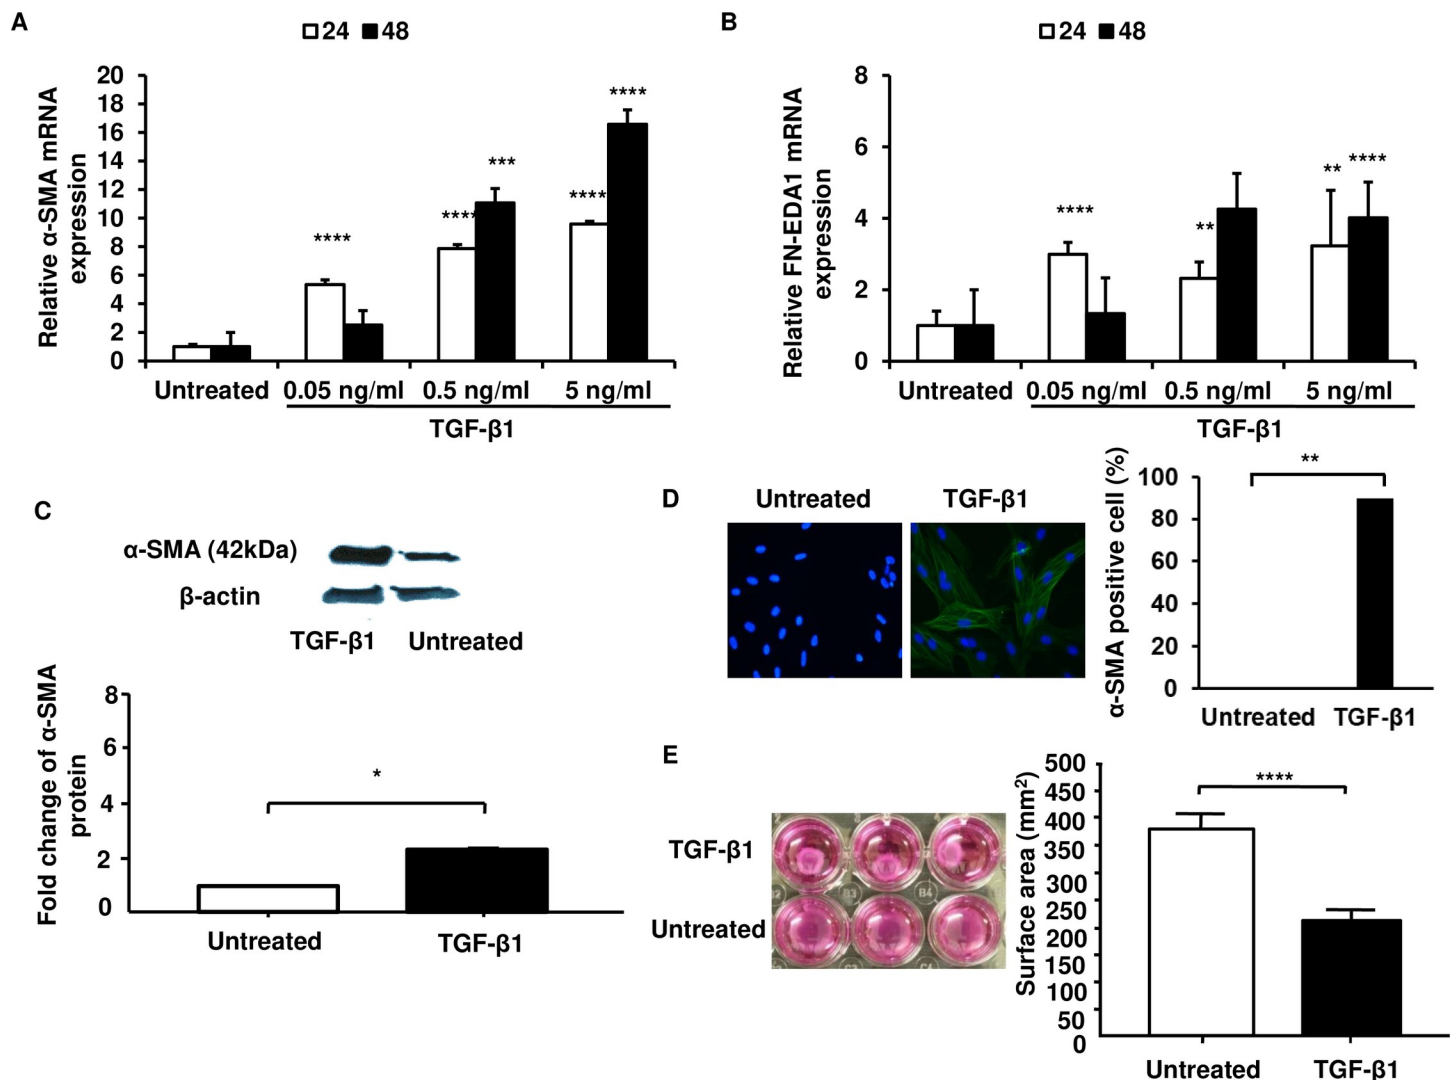 A
24 48
Relative α-SMA mRNA
expression
20
18
16
14
12
10
8
6
4
2
0
****
****
***
****
****
Untreated 0.05 ng/ml 0.5 ng/ml 5 ng/ml
TGF-β1
B
24 48
Relative FN-EDA1 mRNA
expression
8
6
4
2
0
****
**
**
****
Untreated 0.05 ng/ml 0.5 ng/ml 5 ng/ml
TGF-β1
C
α-SMA (42kDa)
β-actin
TGF-β1 Untreated
Fold change of α-SMA
protein
8
6
4
2
0
*
Untreated TGF-β1
D
Untreated TGF-β1
α-SMA positive cell (%)
100
80
60
40
20
0
**
Untreated TGF-β1
E
TGF-β1
Untreated
B3
B4
Surface area (mm²)
500
450
400
350
300
250
200
150
100
50
0
****
Untreated TGF-β1